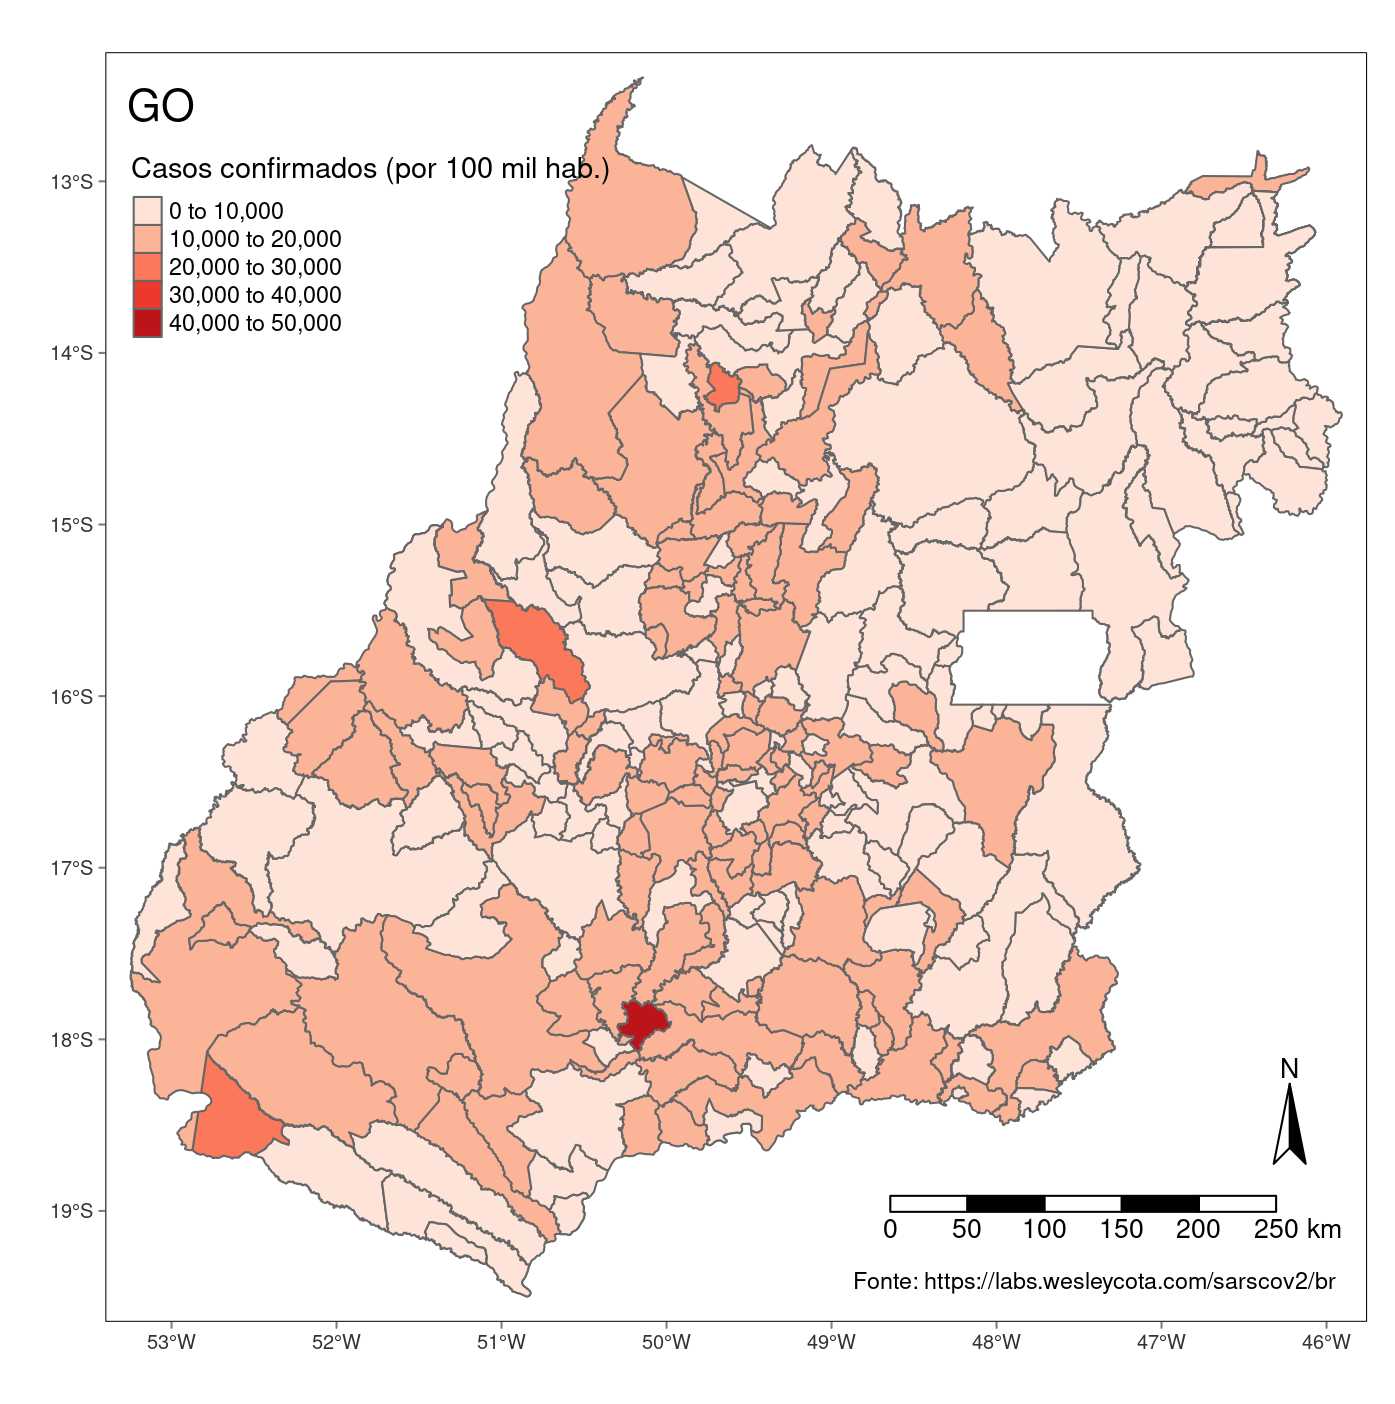 GO
Casos confirmados (por 100 mil hab.)
0 to 10,000
10,000 to 20,000
20,000 to 30,000
30,000 to 40,000
40,000 to 50,000
13°S
14°S
15°S
16°S
17°S
18°S
19°S
N
0 50 100 150 200 250 km
Fonte: https://labs.wesleycota.com/sarscov2/br
53°W 52°W 51°W 50°W 49°W 48°W 47°W 46°W